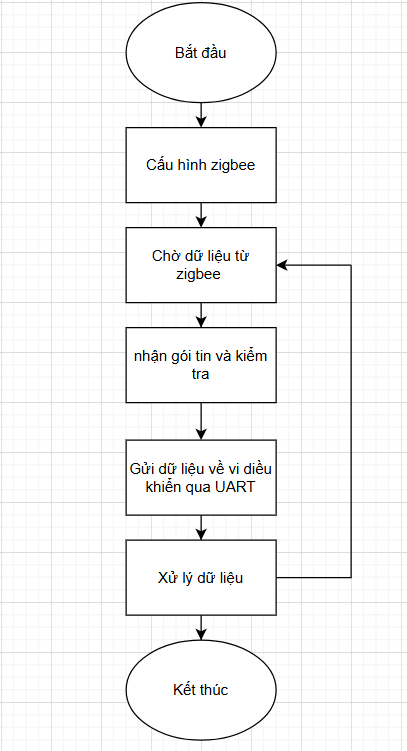 Bắt đầu
Cấu hình zigbee
Chờ dữ liệu từ
zigbee
nhận gói tin và kiểm
tra
Gửi dữ liệu về vi diều
khiển qua UART
Xử lý dữ liệu
Kết thúc